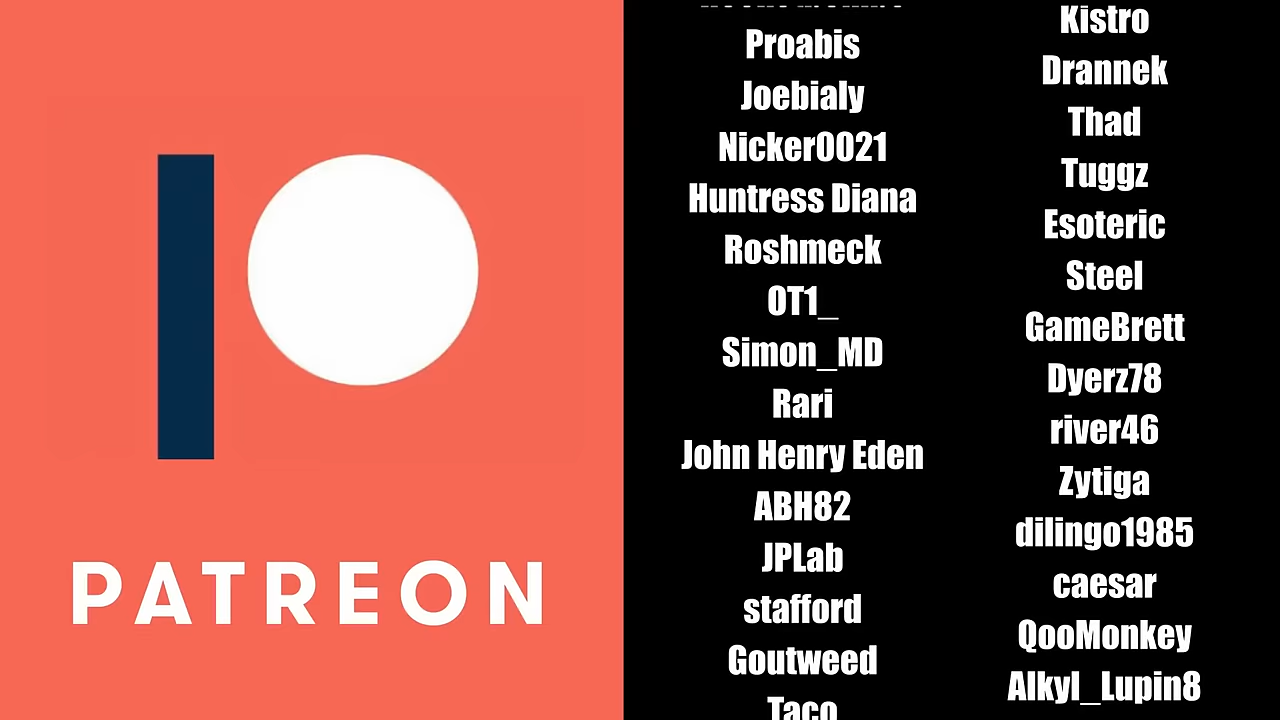 PATREON
Proabis
Joebialy
Nicker0021
Huntress Diana
Roshmeck
OT1_
Simon_MD
Rari
John Henry Eden
ABH82
JPLab
stafford
Goutweed
Taco
Kistro
Drannek
Thad
Tuggz
Esoteric
Steel
GameBrett
Dyerz78
river46
Zytiga
dilingo1985
caesar
QooMonkey
Alkyl_Lupin8